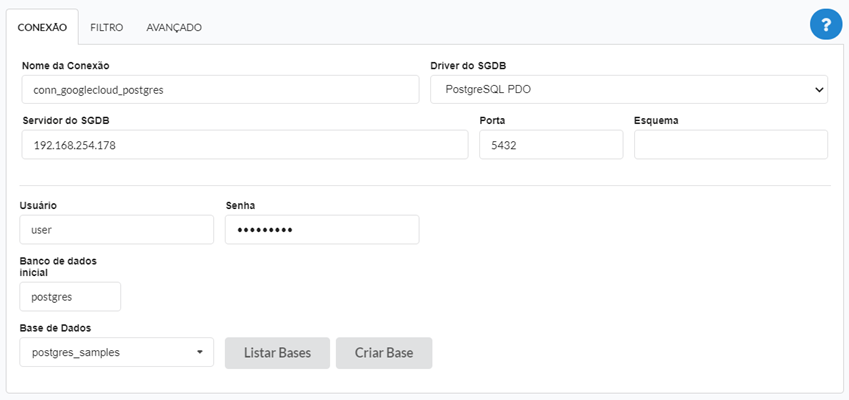 CONEXÃO FILTRO AVANÇADO ?
Nome da Conexão Driver do SGDB
conn_googlecloud_postgres PostgreSQL PDO
Servidor do SGDB Porta Esquema
192.168.254.178 5432
Usuário Senha
user •••••••••
Banco de dados
inicial
postgres
Base de Dados
postgres_samples Listar Bases Criar Base